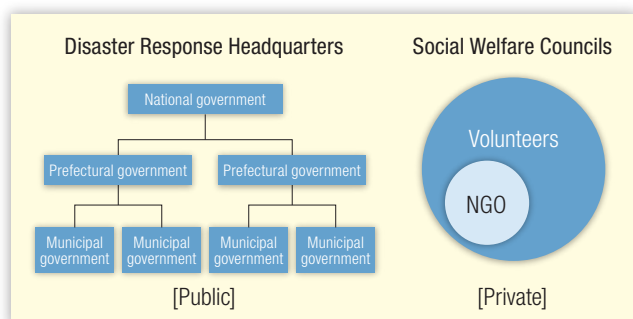 Disaster Response Headquarters
National government
Prefectural government
Prefectural government
Municipal
government
Municipal
government
Municipal
government
Municipal
government
[Public]
Social Welfare Councils
Volunteers
NGO
[Private]